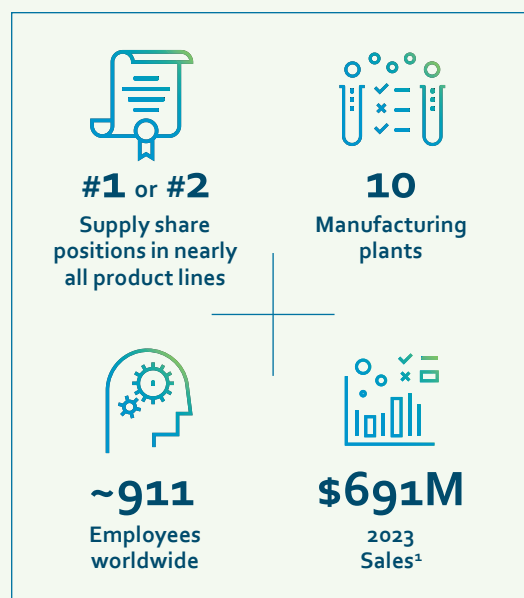 #1 or #2
Supply share
positions in nearly
all product lines
10
Manufacturing
plants
~911
Employees
worldwide
$691M
2023
Sales¹